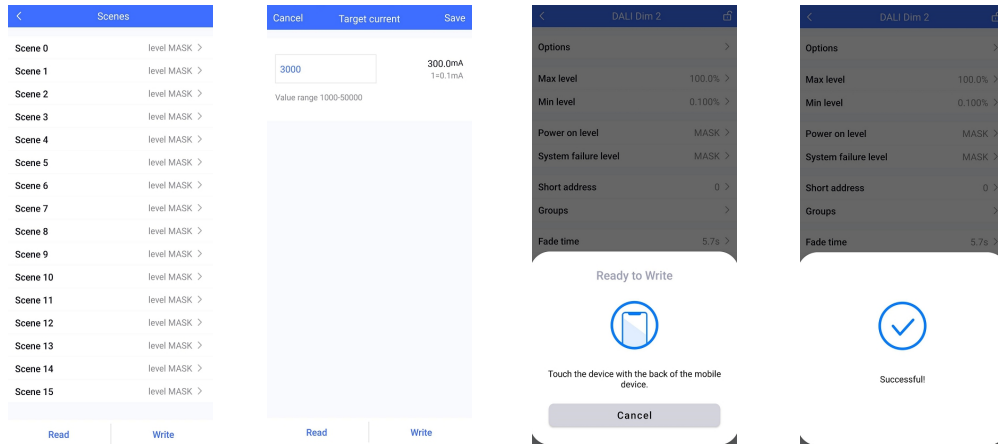 Scenes
Scene 0 level MASK
Scene 1 level MASK
Scene 2 level MASK
Scene 3 level MASK
Scene 4 level MASK
Scene 5 level MASK
Scene 6 level MASK
Scene 7 level MASK
Scene 8 level MASK
Scene 9 level MASK
Scene 10 level MASK
Scene 11 level MASK
Scene 12 level MASK
Scene 13 level MASK
Scene 14 level MASK
Scene 15 level MASK
Read Write
Cancel Target current Save
3000 300.0mA
1=0.1mA
Value range 1000-50000
Read Write
DALI Dim 2
Options
Max level 100.0%
Min level 0.100%
Power on level MASK
System failure level MASK
Short address 0
Groups
Fade time 5.7s
Ready to Write
Touch the device with the back of the mobile
device.
Cancel
DALI Dim 2
Options
Max level 100.0%
Min level 0.100%
Power on level MASK
System failure level MASK
Short address 0
Groups
Fade time 5.7s
Successful!